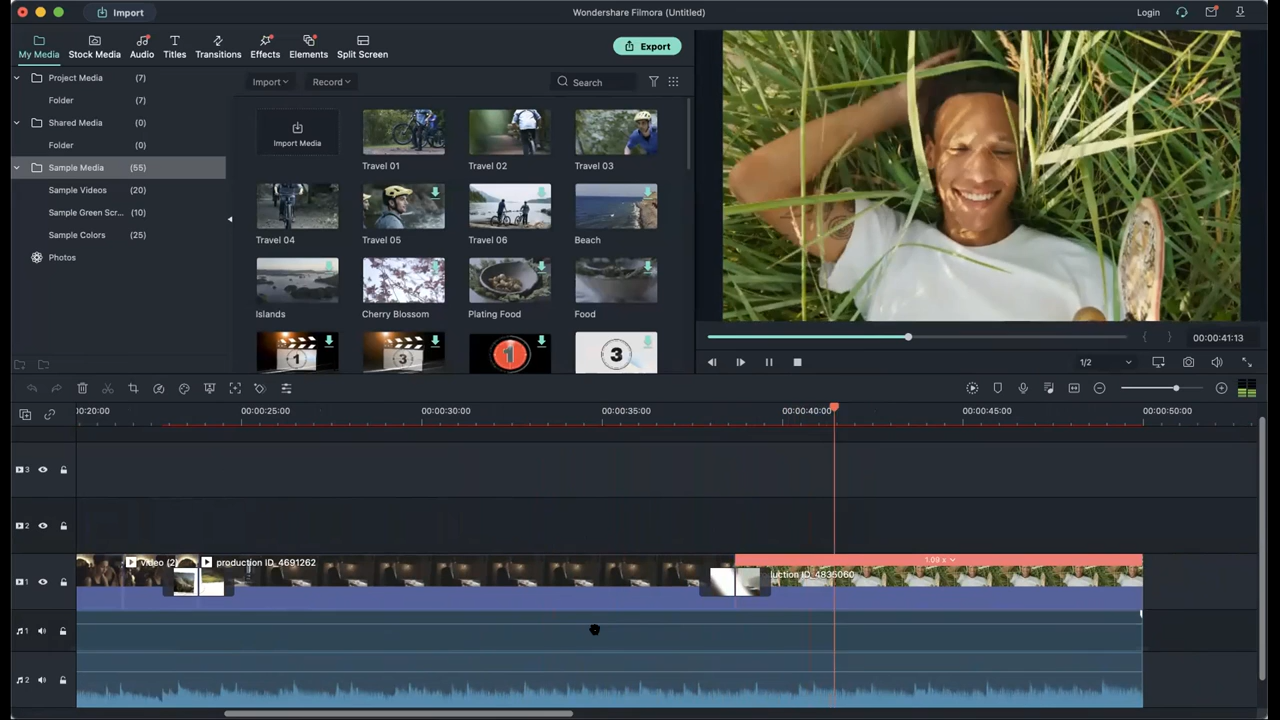 Import
Wondershare Filmora (Untitled)
Login
My Media
Stock Media
Audio
Titles
Transitions
Effects
Elements
Split Screen
Export
Project Media (7)
Folder (7)
Shared Media (0)
Folder (0)
Sample Media (55)
Sample Videos (20)
Sample Green Scr... (10)
Sample Colors (25)
Photos
Import
Record
Search
Import Media
Travel 01
Travel 02
Travel 03
Travel 04
Travel 05
Travel 06
Beach
Islands
Cherry Blossom
Plating Food
Food
1
3
1
3
00:00:41:13
1/2
00:00:25:00
00:00:30:00
00:00:35:00
00:00:40:00
00:00:45:00
00:00:50:00
3
2
1
video (2)
production ID_4691262
1.09 x
uction ID_4835060
1
2